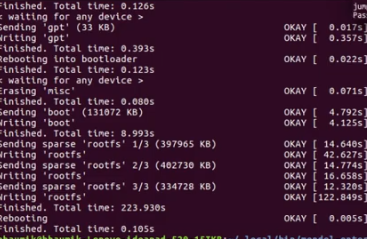 Finished. Total time: 0.126s
< waiting for any device >
Sending 'gpt' (33 KB) OKAY [ 0.017s]
Writing 'gpt' OKAY [ 0.357s]
Finished. Total time: 0.393s
Rebooting into bootloader OKAY [ 0.022s]
Finished. Total time: 0.123s
< waiting for any device >
Erasing 'misc' OKAY [ 0.071s]
Finished. Total time: 0.080s
Sending 'boot' (131072 KB) OKAY [ 4.792s]
Writing 'boot' OKAY [ 4.125s]
Finished. Total time: 8.993s
Sending sparse 'rootfs' 1/3 (397965 KB) OKAY [ 14.640s]
Writing 'rootfs' OKAY [ 42.627s]
Sending sparse 'rootfs' 2/3 (402730 KB) OKAY [ 14.774s]
Writing 'rootfs' OKAY [ 16.658s]
Sending sparse 'rootfs' 3/3 (334728 KB) OKAY [ 12.320s]
Writing 'rootfs' OKAY [122.849s]
Finished. Total time: 223.930s
Rebooting OKAY [ 0.005s]
Finished. Total time: 0.105s